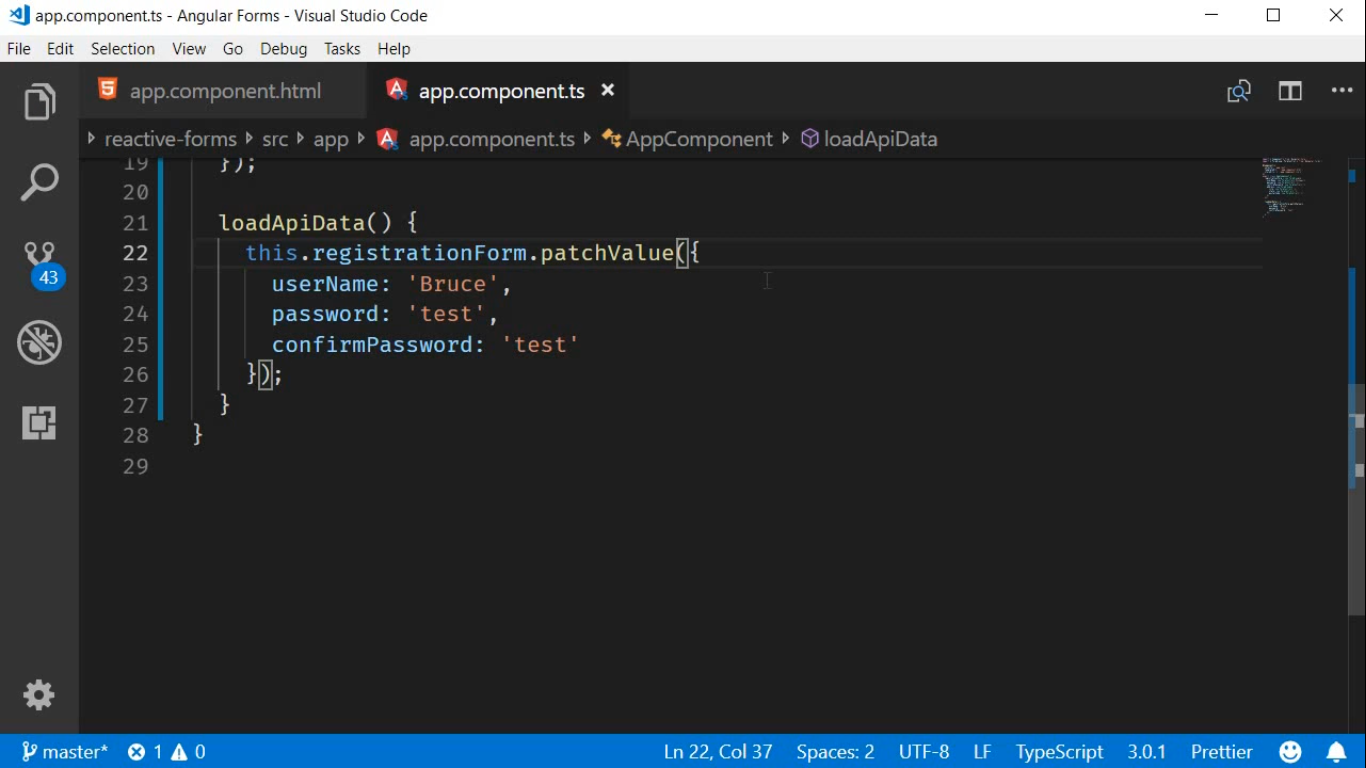 app.component.ts - Angular Forms - Visual Studio Code
File Edit Selection View Go Debug Tasks Help
app.component.html app.component.ts
reactive-forms src app app.component.ts AppComponent loadApiData
19 });
20
21 loadApiData() {
22 this.registrationForm.patchValue({
23 userName: 'Bruce',
24 password: 'test',
25 confirmPassword: 'test'
26 });
27 }
28 }
29
43
master* 1 0 Ln 22, Col 37 Spaces: 2 UTF-8 LF TypeScript 3.0.1 Prettier